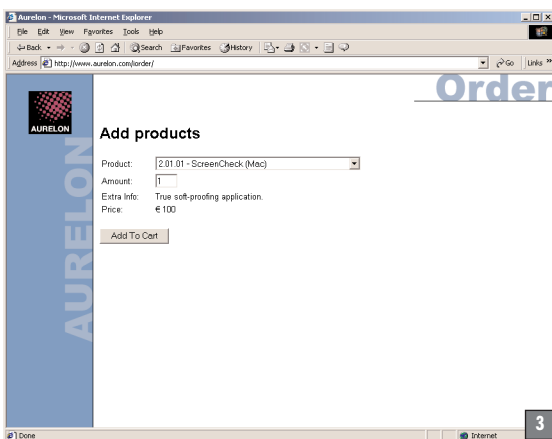 Aurelon - Microsoft Internet Explorer
File Edit View Favorites Tools Help
Back Search Favorites History
Address http://www.aurelon.com/iorder/ Go Links »
Order
AURELON
AURELON
Add products
Product: 2.01.01 - ScreenCheck (Mac)
Amount: 1
Extra Info: True soft-proofing application.
Price: € 100
Add To Cart
Done Internet
3